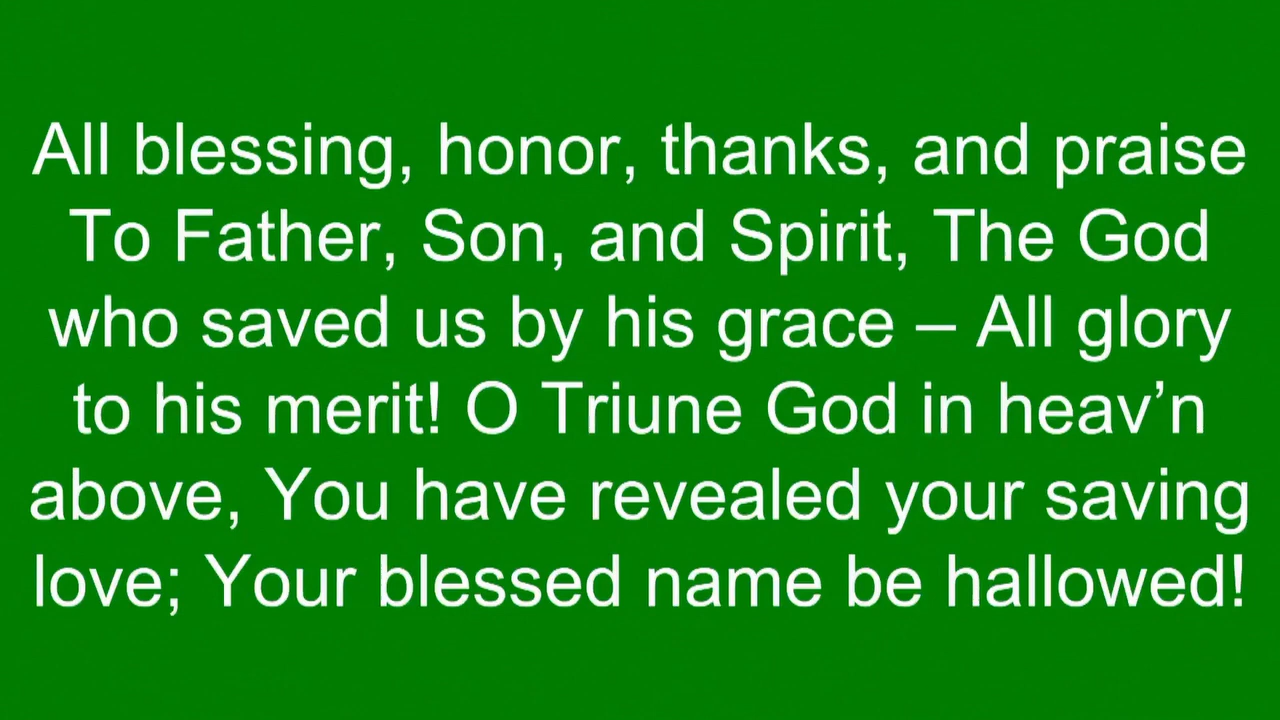 All blessing, honor, thanks, and praise
To Father, Son, and Spirit, The God
who saved us by his grace – All glory
to his merit! O Triune God in heav’n
above, You have revealed your saving
love; Your blessed name be hallowed!